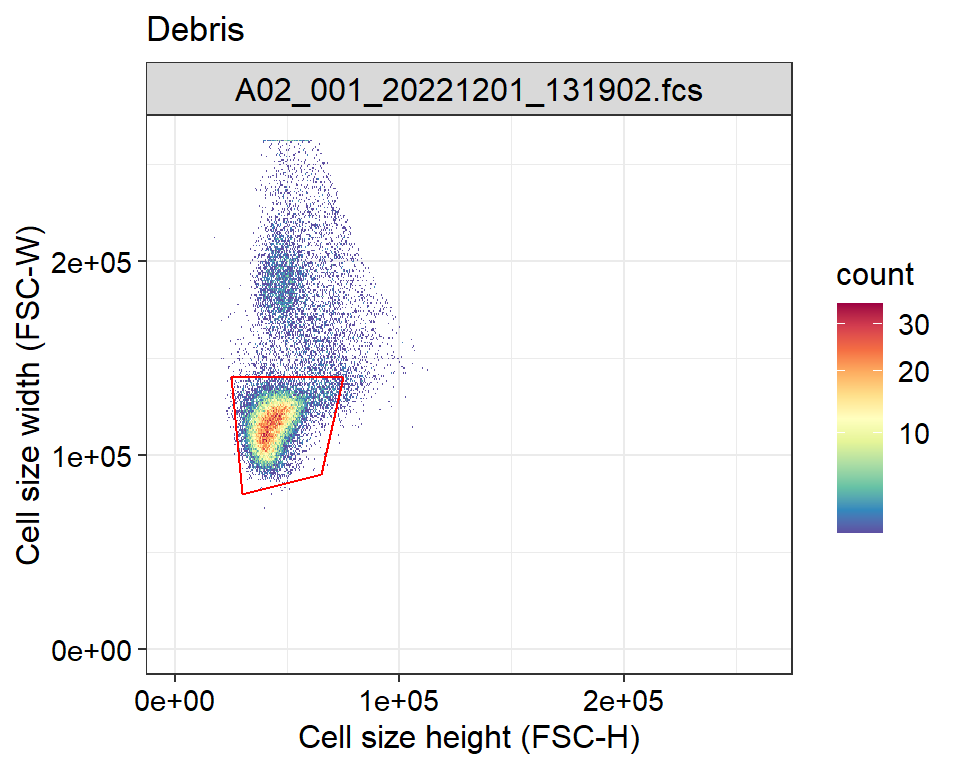 Debris
A02_001_20221201_131902.fcs
Cell size width (FSC-W)
2e+05
1e+05
0e+00
0e+00 1e+05 2e+05
Cell size height (FSC-H)
count
30
20
10